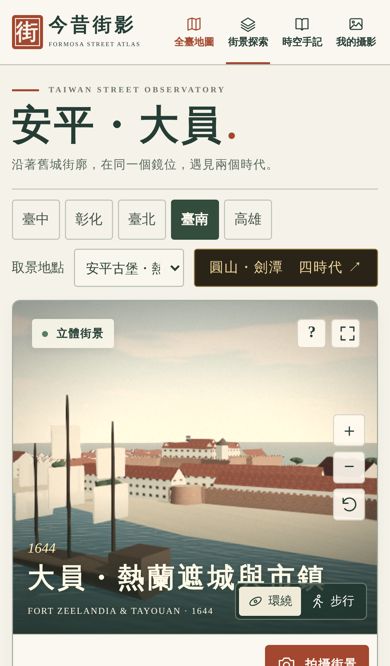 街
今昔街影
FORMOSA STREET ATLAS
全臺地圖
街景探索
時空手記
我的攝影
TAIWAN STREET OBSERVATORY
安平・大員.
沿著舊城街廓，在同一個鏡位，遇見兩個時代。
臺中
彰化
臺北
臺南
高雄
取景地點
安平古堡・熱
圓山・劍潭 四時代 ↗
立體街景
?
+
−
1644
大員・熱蘭遮城與市鎮
FORT ZEELANDIA & TAYOUAN · 1644
環繞
步行
拍攝街景